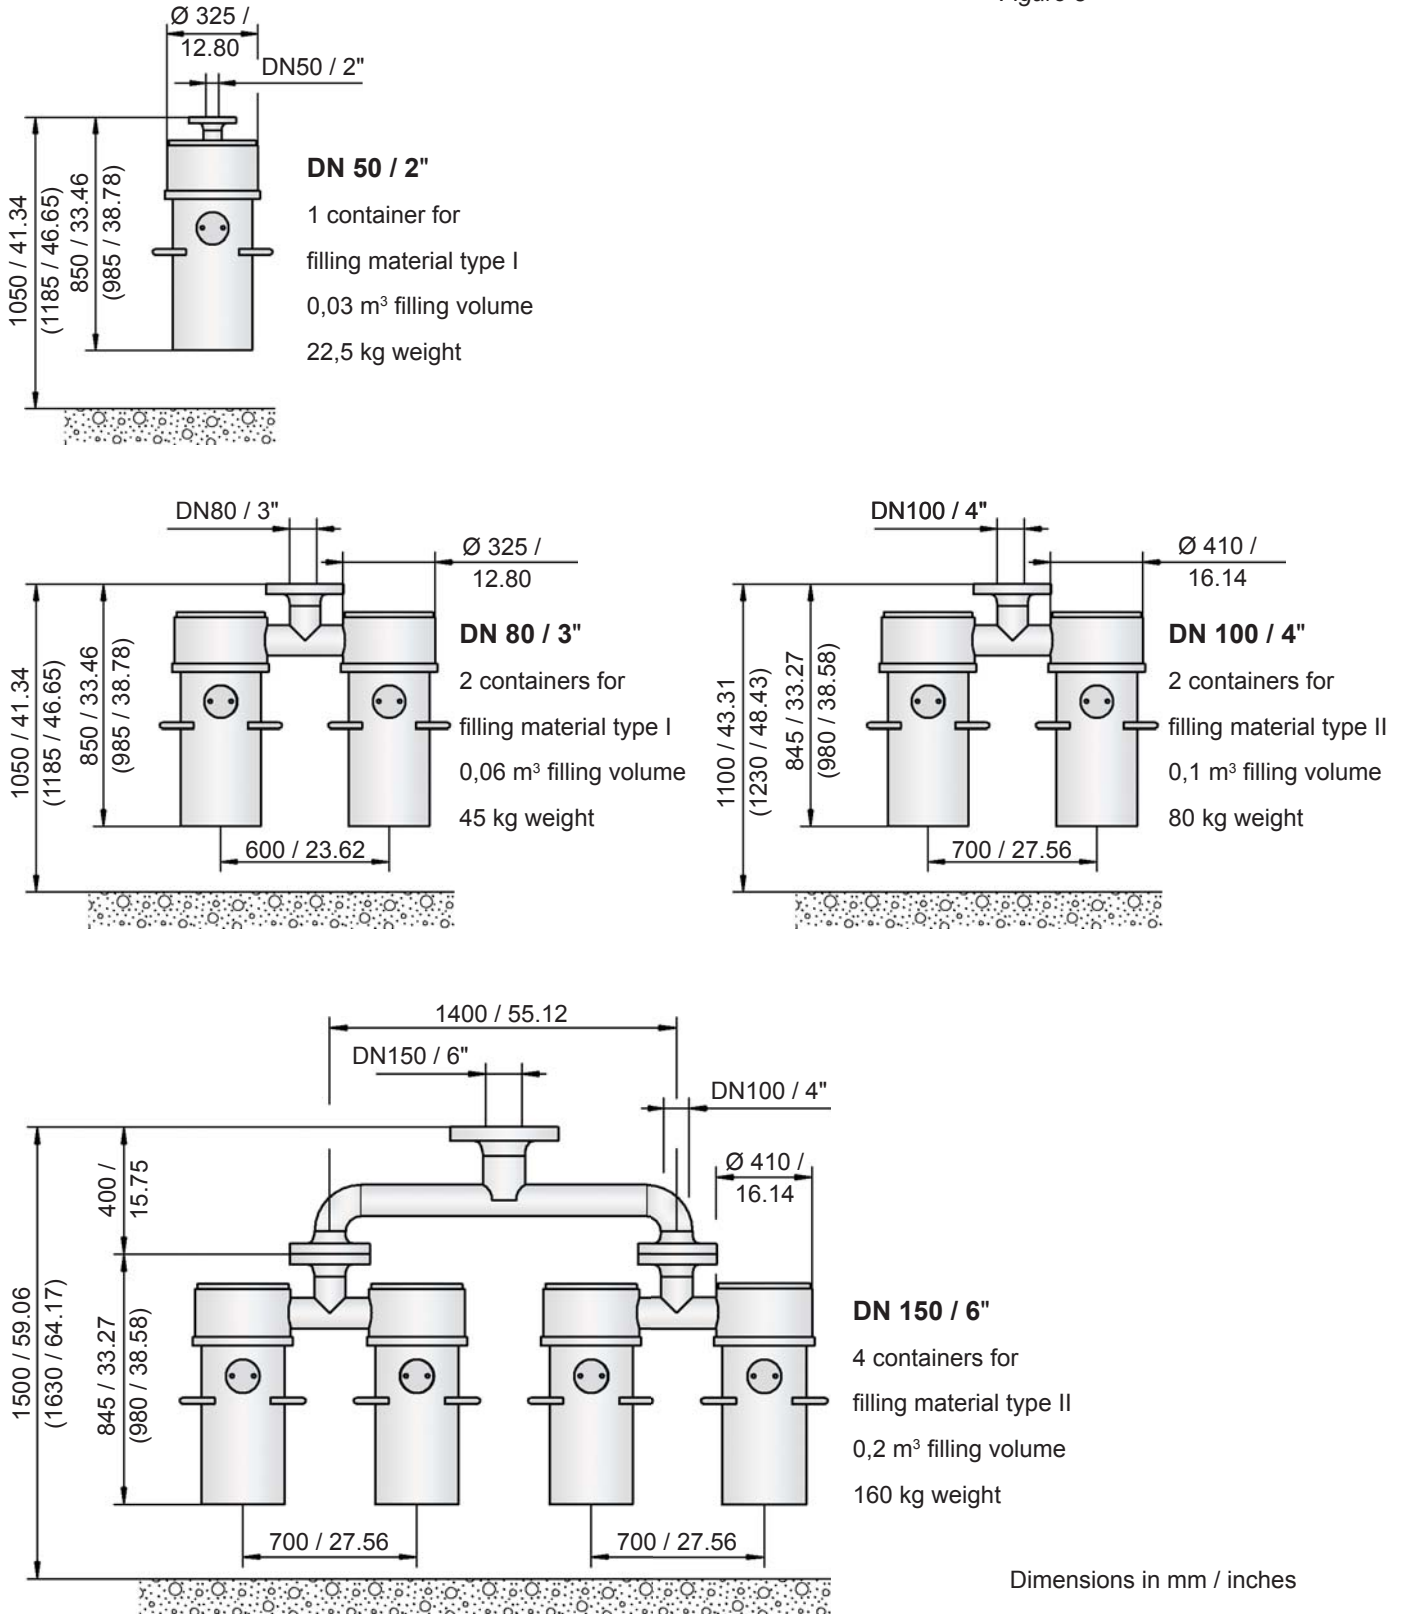 Figure
Ø 325 /
12.80
DN50 / 2"
1050 / 41.34
(1185 / 46.65)
850 / 33.46
(985 / 38.78)
DN 50 / 2"
1 container for
filling material type I
0,03 m³ filling volume
22,5 kg weight
DN80 / 3"
Ø 325 /
12.80
1050 / 41.34
(1185 / 46.65)
850 / 33.46
(985 / 38.78)
600 / 23.62
DN 80 / 3"
2 containers for
filling material type I
0,06 m³ filling volume
45 kg weight
DN100 / 4"
Ø 410 /
16.14
1100 / 43.31
(1230 / 48.43)
845 / 33.27
(980 / 38.58)
700 / 27.56
DN 100 / 4"
2 containers for
filling material type II
0,1 m³ filling volume
80 kg weight
1400 / 55.12
DN150 / 6"
DN100 / 4"
Ø 410 /
16.14
400 /
15.75
1500 / 59.06
(1630 / 64.17)
845 / 33.27
(980 / 38.58)
700 / 27.56
700 / 27.56
DN 150 / 6"
4 containers for
filling material type II
0,2 m³ filling volume
160 kg weight
Dimensions in mm / inches